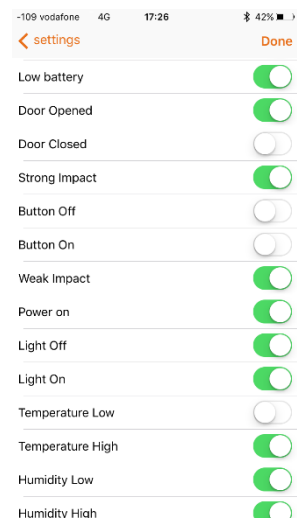 -109 vodafone 4G 17:26 42%
settings Done
Low battery
Door Opened
Door Closed
Strong Impact
Button Off
Button On
Weak Impact
Power on
Light Off
Light On
Temperature Low
Temperature High
Humidity Low
Humidity High